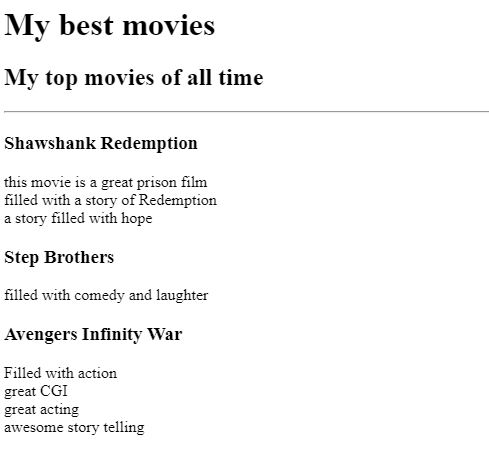 My best movies
My top movies of all time
Shawshank Redemption
this movie is a great prison film
filled with a story of Redemption
a story filled with hope
Step Brothers
filled with comedy and laughter
Avengers Infinity War
Filled with action
great CGI
great acting
awesome story telling